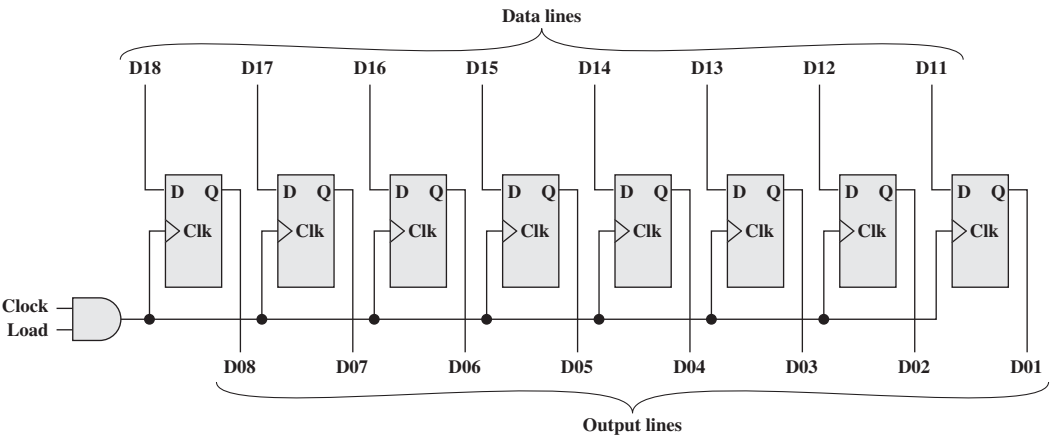 Data lines
D18 D17 D16 D15 D14 D13 D12 D11
D Q D Q D Q D Q D Q D Q D Q D Q
Clk Clk Clk Clk Clk Clk Clk Clk
Clock
Load
D08 D07 D06 D05 D04 D03 D02 D01
Output lines